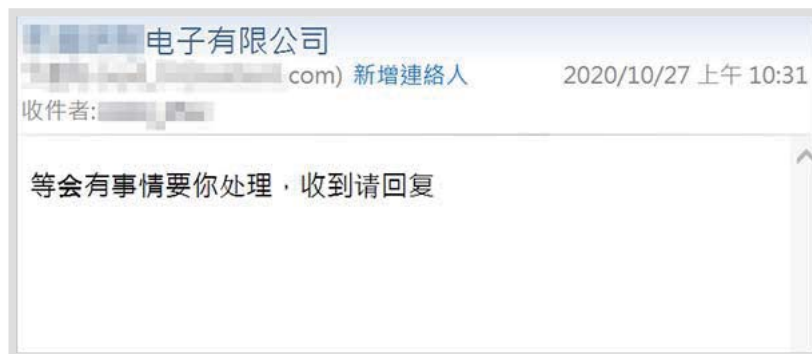 电子有限公司
com) 新增連絡人 2020/10/27 上午 10:31
收件者:
等会有事情要你处理，收到请回复